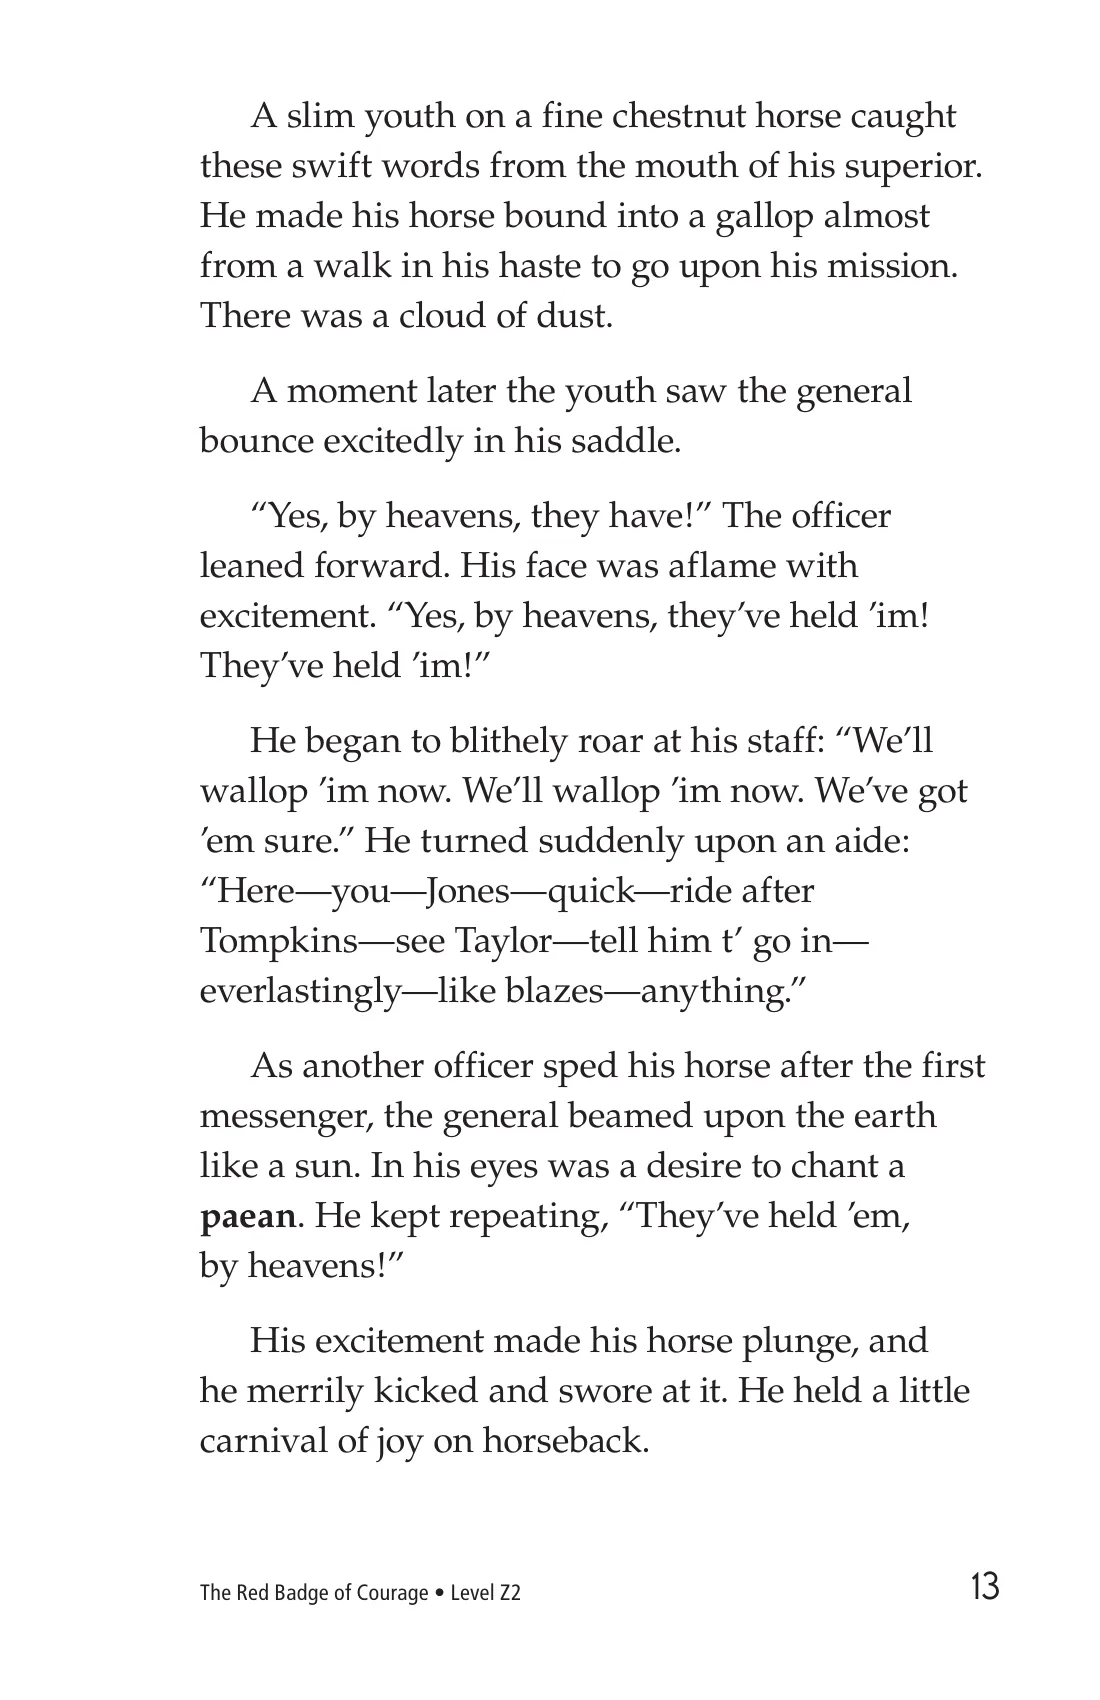 A slim youth on a fine chestnut horse caught
these swift words from the mouth of his superior.
He made his horse bound into a gallop almost
from a walk in his haste to go upon his mission.
There was a cloud of dust.
A moment later the youth saw the general
bounce excitedly in his saddle.
“Yes, by heavens, they have!” The officer
leaned forward. His face was aflame with
excitement. “Yes, by heavens, they’ve held ’im!
They’ve held ’im!”
He began to blithely roar at his staff: “We’ll
wallop ’im now. We’ll wallop ’im now. We’ve got
’em sure.” He turned suddenly upon an aide:
“Here—you—Jones—quick—ride after
Tompkins—see Taylor—tell him t’ go in—
everlastingly—like blazes—anything.”
As another officer sped his horse after the first
messenger, the general beamed upon the earth
like a sun. In his eyes was a desire to chant a
paean. He kept repeating, “They’ve held ’em,
by heavens!”
His excitement made his horse plunge, and
he merrily kicked and swore at it. He held a little
carnival of joy on horseback.
The Red Badge of Courage • Level Z2
13